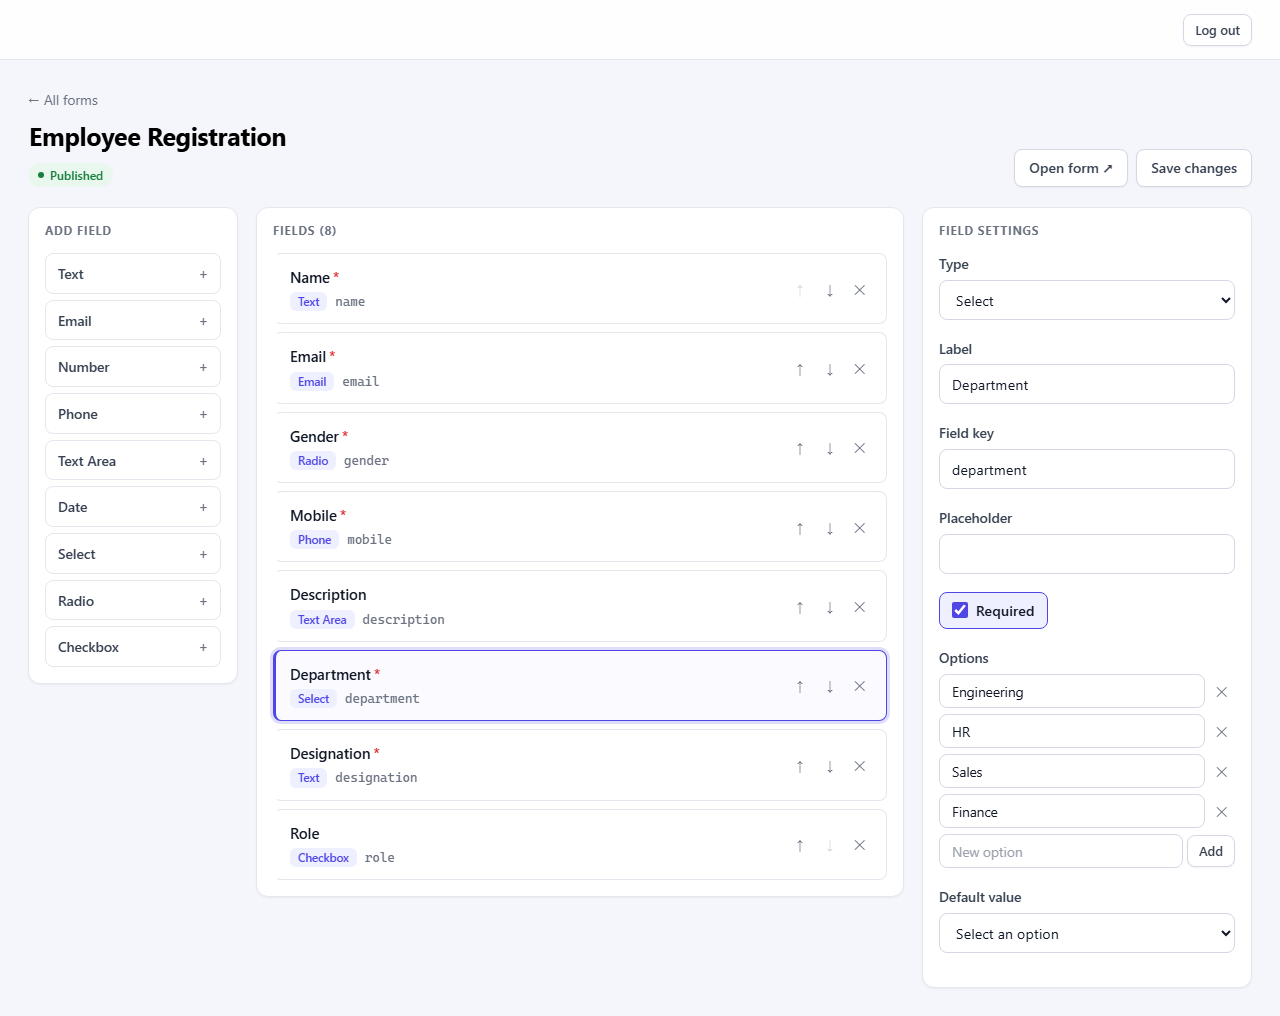 Log out
← All forms
Employee Registration
Published
Open form ↗
Save changes
ADD FIELD
Text +
Email +
Number +
Phone +
Text Area +
Date +
Select +
Radio +
Checkbox +
FIELDS (8)
Name *
Text name
↑ ↓ ×
Email *
Email email
↑ ↓ ×
Gender *
Radio gender
↑ ↓ ×
Mobile *
Phone mobile
↑ ↓ ×
Description
Text Area description
↑ ↓ ×
Department *
Select department
↑ ↓ ×
Designation *
Text designation
↑ ↓ ×
Role
Checkbox role
↑ ↓ ×
FIELD SETTINGS
Type
Select
Label
Department
Field key
department
Placeholder
Required
Options
Engineering ×
HR ×
Sales ×
Finance ×
New option Add
Default value
Select an option